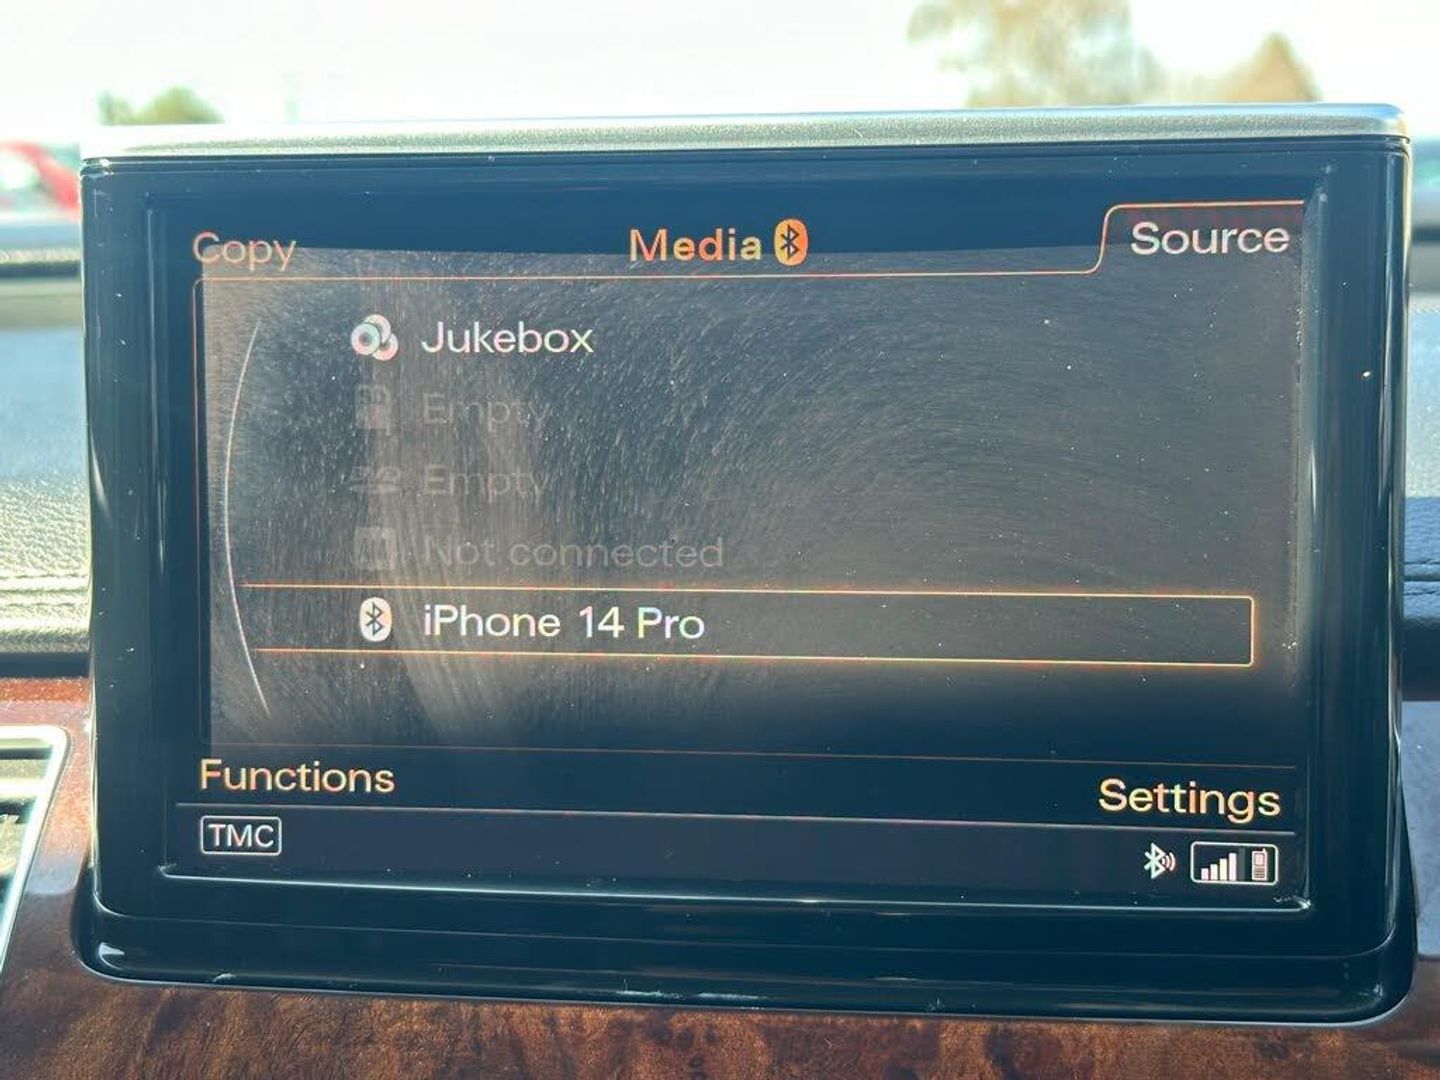 Copy
Media
Source
Jukebox
Empty
Empty
Not connected
iPhone 14 Pro
Functions
Settings
TMC